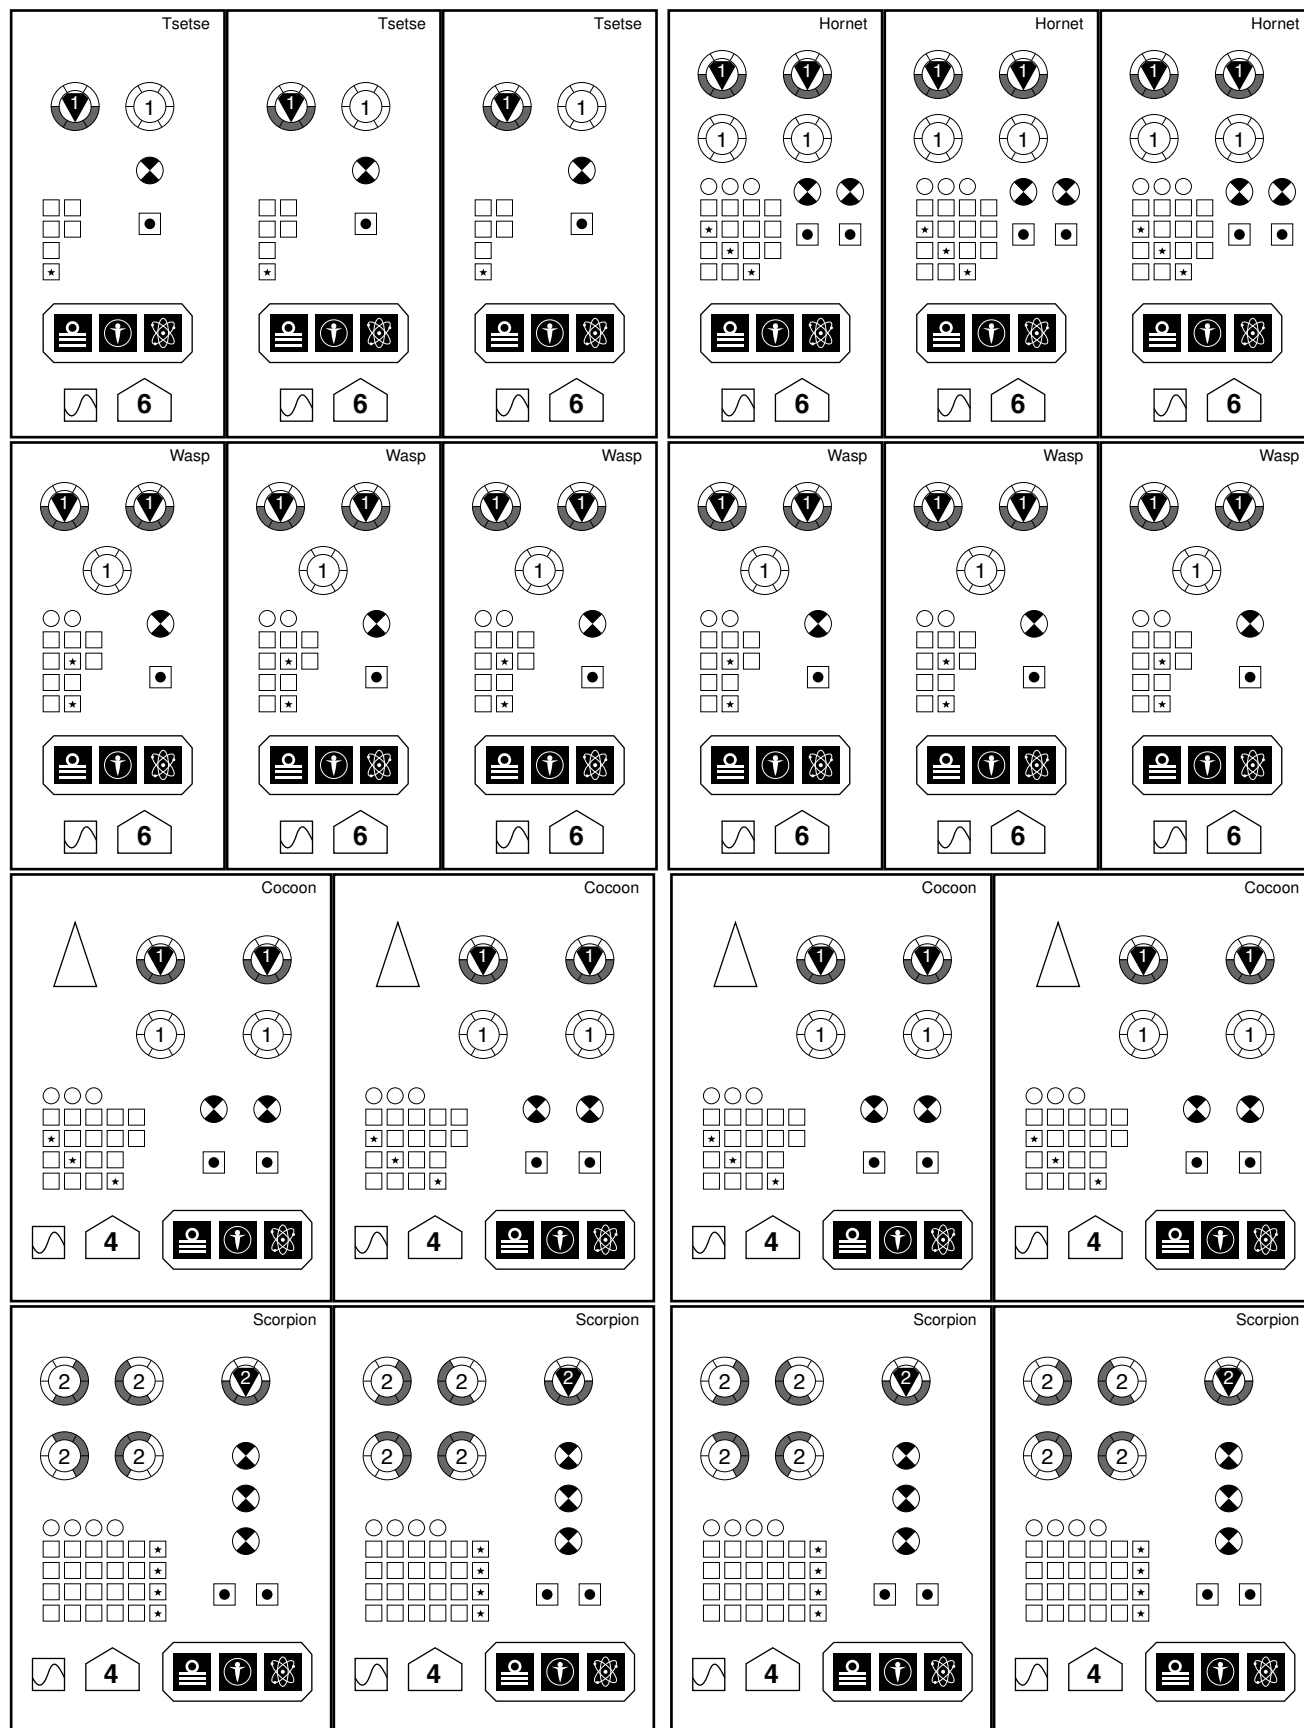 Tsetse Tsetse Tsetse Hornet Hornet Hornet
1 1 1 1 1 1 1 1 1 1 1 1
1 1 1 1 1 1
6 6 6 6 6 6
Wasp Wasp Wasp Wasp Wasp Wasp
1 1 1 1 1 1 1 1 1 1 1 1
1 1 1 1 1 1
6 6 6 6 6 6
Cocoon Cocoon Cocoon Cocoon
1 1 1 1 1 1 1 1
1 1 1 1 1 1 1 1
4 4 4 4
Scorpion Scorpion Scorpion Scorpion
2 2 2 2 2 2 2 2 2 2 2 2
2 2 2 2 2 2 2 2
4 4 4 4